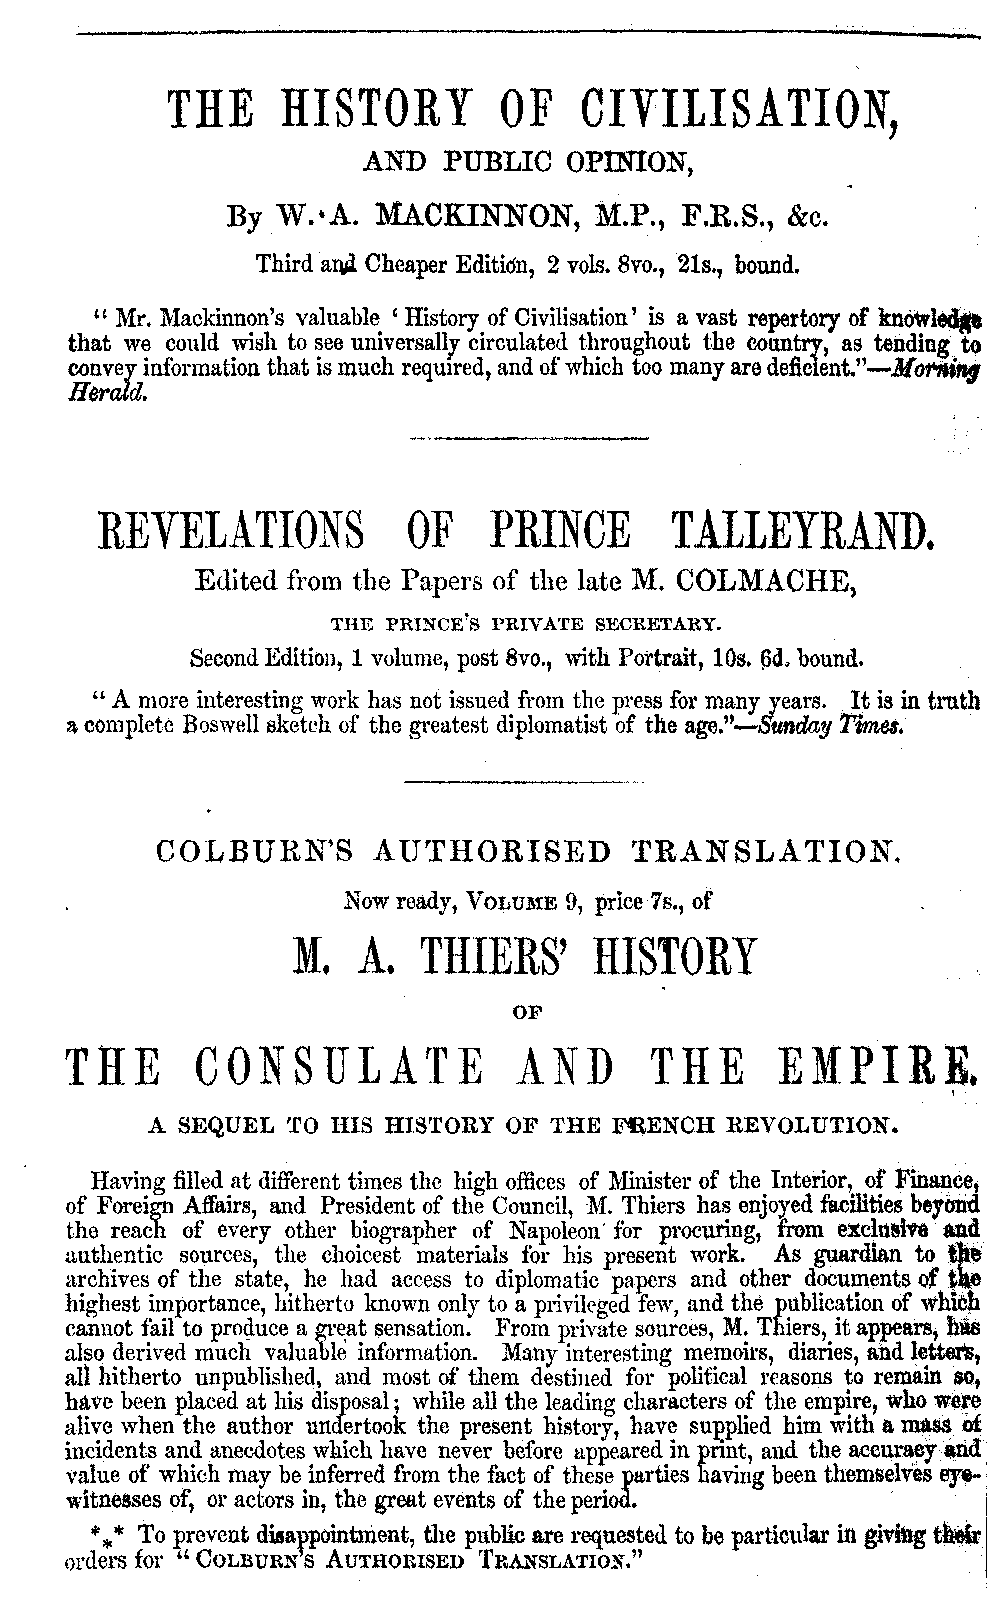 THE HISTORY OF CIVILISATION,
AND PUBLIC OPINION,
By W. A. MACKINNON, M.P., F.R.S., &c.
Third and Cheaper Edition, 2 vols. 8vo., 21s., bound.
“ Mr. Mackinnon’s valuable ‘ History of Civilisation’ is a vast repertory of knowledge
that we could wish to see universally circulated throughout the country, as tending to
convey information that is much required, and of which too many are deficient.”—Morning
Herald.
REVELATIONS OF PRINCE TALLEYRAND.
Edited from the Papers of the late M. COLMACHE,
THE PRINCE’S PRIVATE SECRETARY.
Second Edition, 1 volume, post 8vo., with Portrait, 10s. 6d. bound.
“ A more interesting work has not issued from the press for many years. It is in truth
a complete Boswell sketch of the greatest diplomatist of the age.”—Sunday Times.
COLBURN’S AUTHORISED TRANSLATION.
Now ready, VOLUME 9, price 7s., of
M. A. THIERS’ HISTORY
OF
THE CONSULATE AND THE EMPIRE.
A SEQUEL TO HIS HISTORY OF THE FRENCH REVOLUTION.
Having filled at different times the high offices of Minister of the Interior, of Finance,
of Foreign Affairs, and President of the Council, M. Thiers has enjoyed facilities beyond
the reach of every other biographer of Napoleon for procuring, from exclusive and
authentic sources, the choicest materials for his present work. As guardian to the
archives of the state, he had access to diplomatic papers and other documents of the
highest importance, hitherto known only to a privileged few, and the publication of which
cannot fail to produce a great sensation. From private sources, M. Thiers, it appears, has
also derived much valuable information. Many interesting memoirs, diaries, and letters,
all hitherto unpublished, and most of them destined for political reasons to remain so,
have been placed at his disposal; while all the leading characters of the empire, who were
alive when the author undertook the present history, have supplied him with a mass of
incidents and anecdotes which have never before appeared in print, and the accuracy and
value of which may be inferred from the fact of these parties having been themselves eye-
witnesses of, or actors in, the great events of the period.
*⁎* To prevent disappointment, the public are requested to be particular in giving their
orders for “ COLBURN’S AUTHORISED TRANSLATION.”